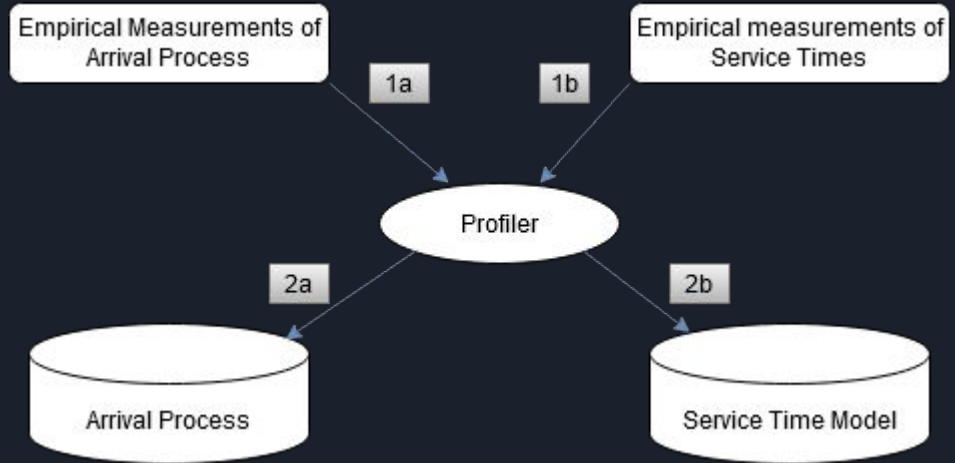 Empirical Measurements of
Arrival Process
Empirical measurements of
Service Times
1a
1b
Profiler
2a
2b
Arrival Process
Service Time Model